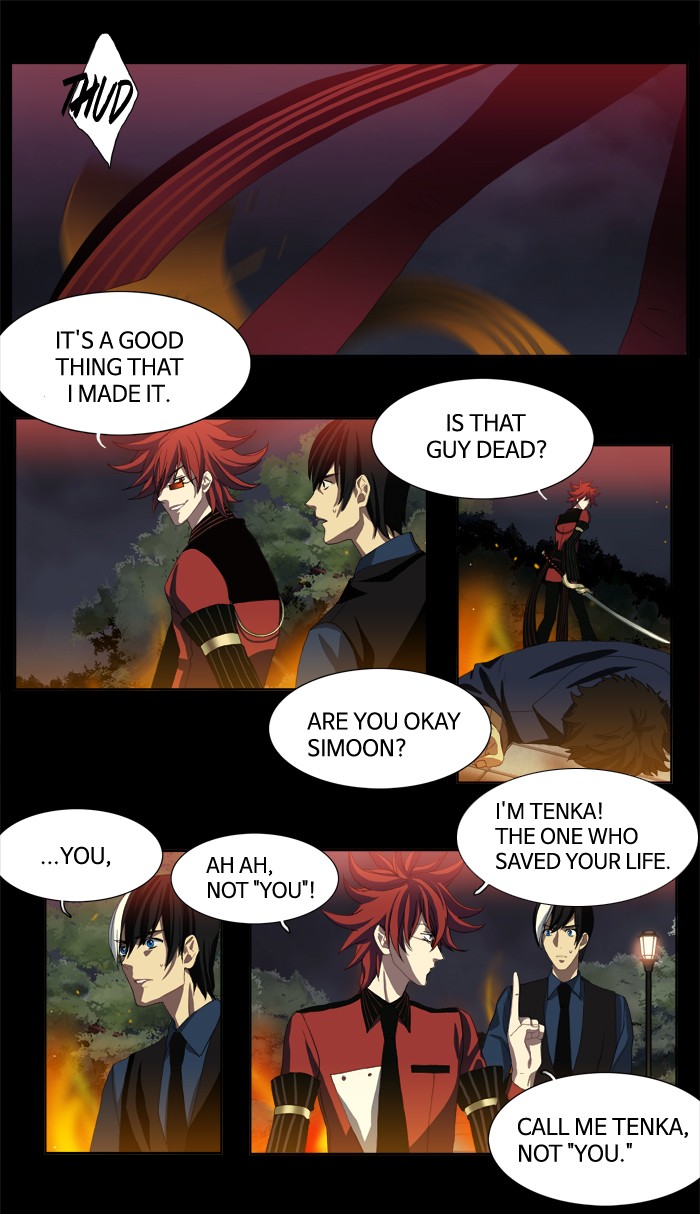 THUD
IT'S A GOOD
THING THAT
I MADE IT.
IS THAT
GUY DEAD?
ARE YOU OKAY
SIMOON?
...YOU,
AH AH,
NOT "YOU"!
I'M TENKA!
THE ONE WHO
SAVED YOUR LIFE.
CALL ME TENKA,
NOT "YOU."